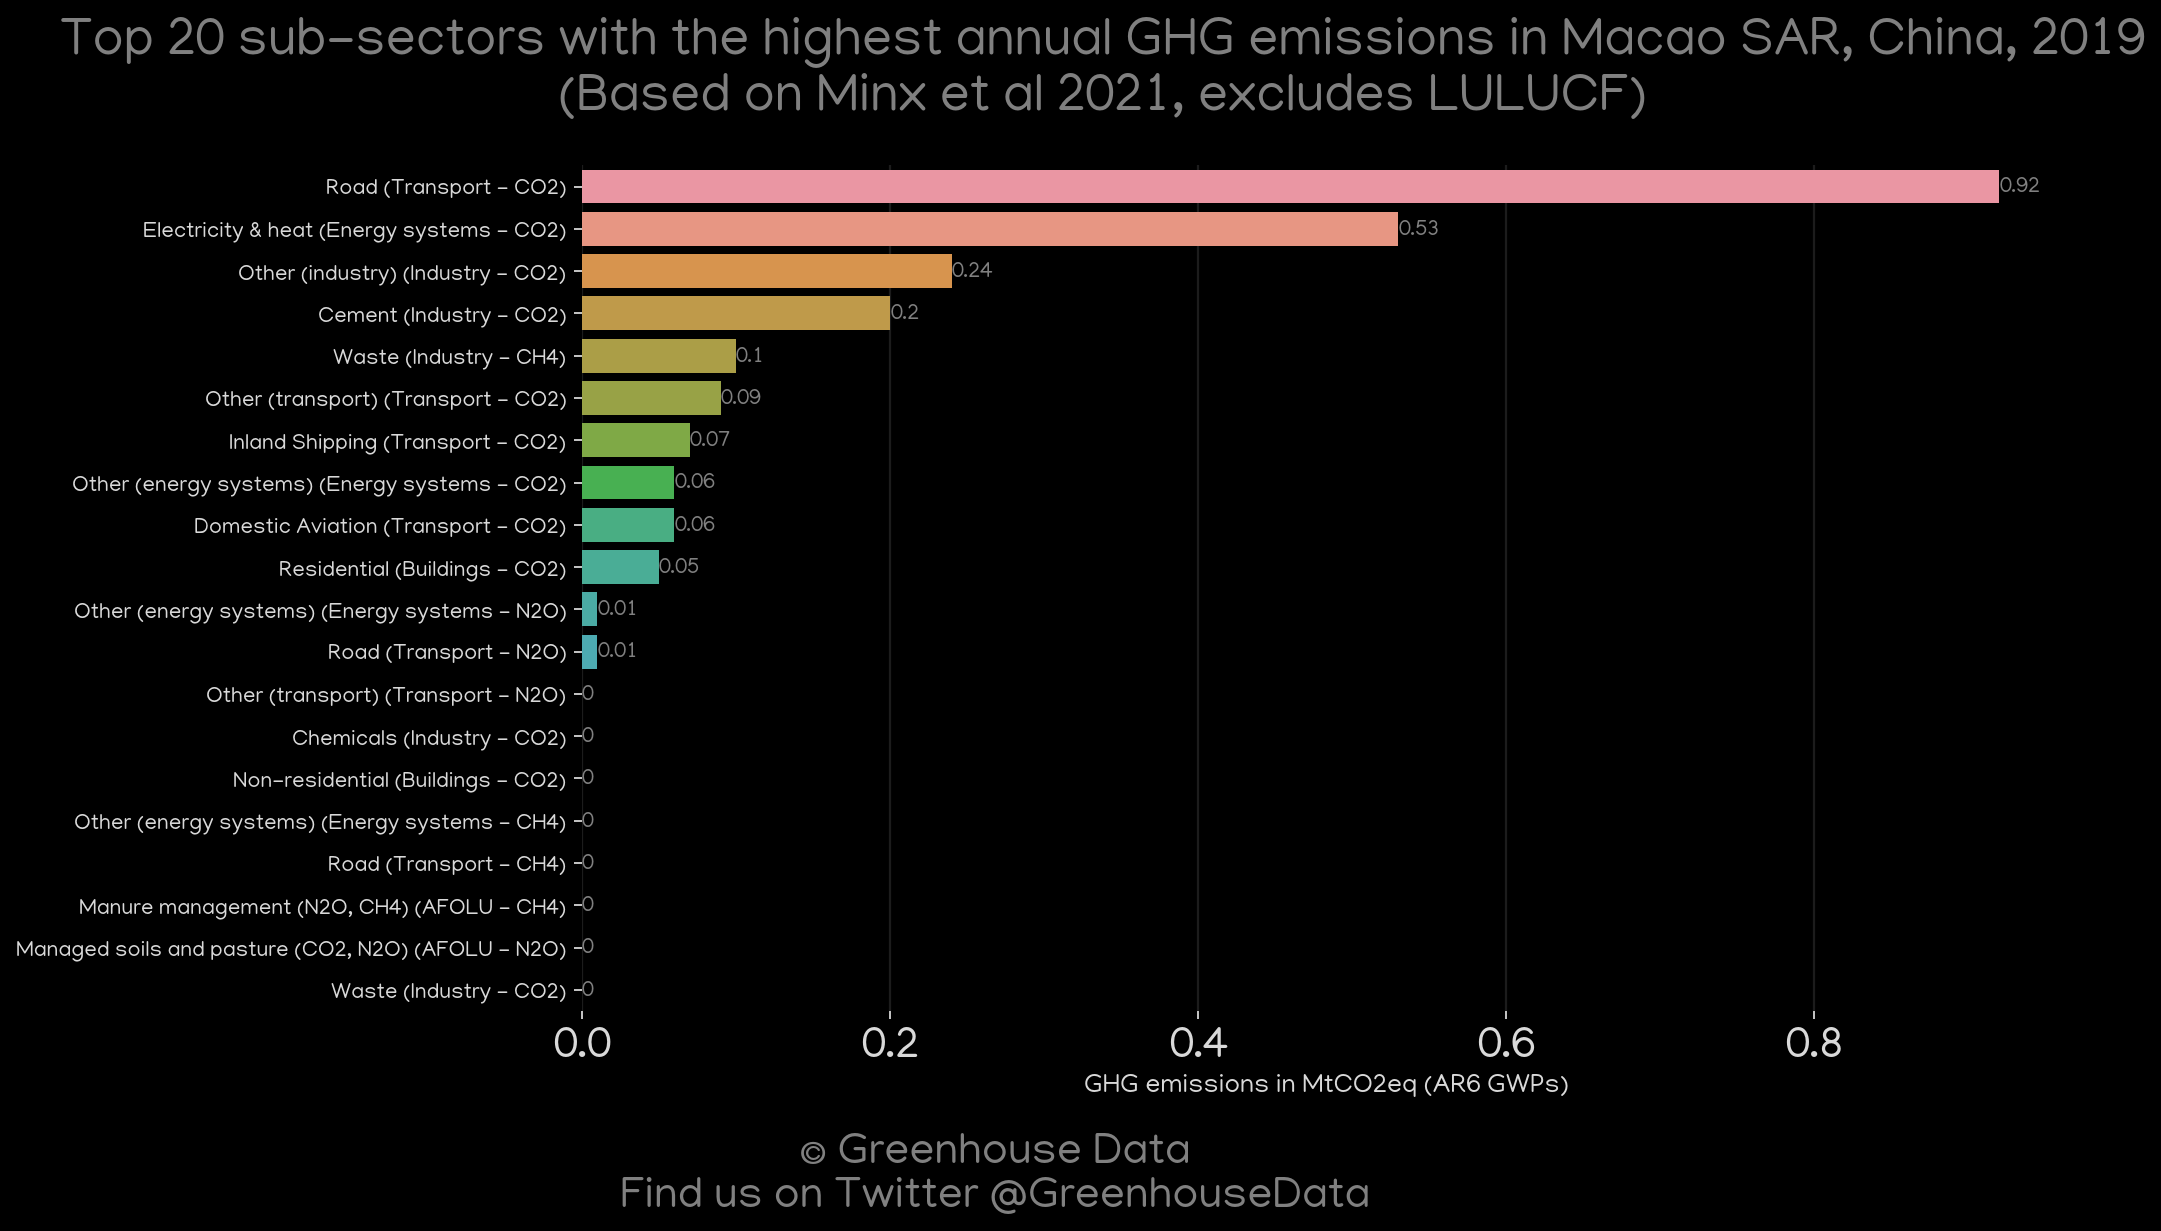 Top 20 sub-sectors with the highest annual GHG emissions in Macao SAR, China, 2019
(Based on Minx et al 2021, excludes LULUCF)
Road (Transport - CO2) 0.92
Electricity & heat (Energy systems - CO2) 0.53
Other (industry) (Industry - CO2) 0.24
Cement (Industry - CO2) 0.2
Waste (Industry - CH4) 0.1
Other (transport) (Transport - CO2) 0.09
Inland Shipping (Transport - CO2) 0.07
Other (energy systems) (Energy systems - CO2) 0.06
Domestic Aviation (Transport - CO2) 0.06
Residential (Buildings - CO2) 0.05
Other (energy systems) (Energy systems - N2O) 0.01
Road (Transport - N2O) 0.01
Other (transport) (Transport - N2O) 0
Chemicals (Industry - CO2) 0
Non-residential (Buildings - CO2) 0
Other (energy systems) (Energy systems - CH4) 0
Road (Transport - CH4) 0
Manure management (N2O, CH4) (AFOLU - CH4) 0
Managed soils and pasture (CO2, N2O) (AFOLU - N2O) 0
Waste (Industry - CO2) 0
0.0 0.2 0.4 0.6 0.8
GHG emissions in MtCO2eq (AR6 GWPs)
© Greenhouse Data
Find us on Twitter @GreenhouseData